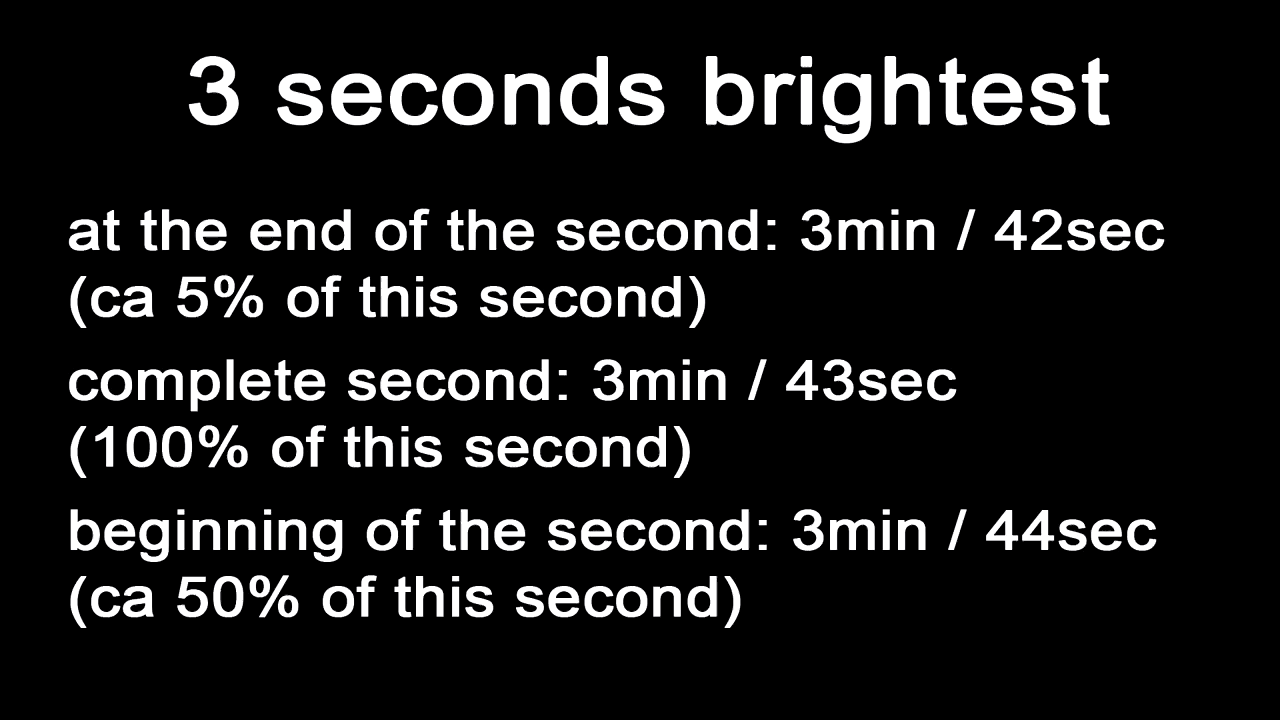 3 seconds brightest
at the end of the second: 3min / 42sec
(ca 5% of this second)
complete second: 3min / 43sec
(100% of this second)
beginning of the second: 3min / 44sec
(ca 50% of this second)